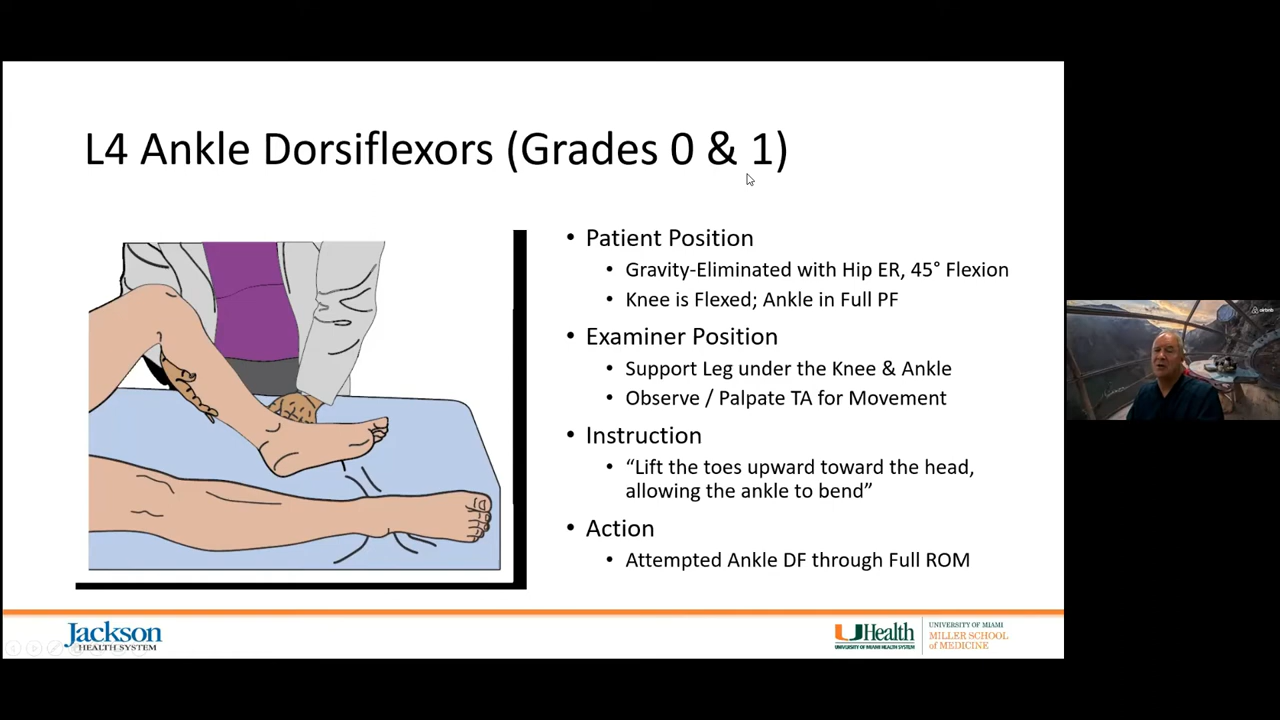 L4 Ankle Dorsiflexors (Grades 0 & 1)
• Patient Position
• Gravity-Eliminated with Hip ER, 45° Flexion
• Knee is Flexed; Ankle in Full PF
• Examiner Position
• Support Leg under the Knee & Ankle
• Observe / Palpate TA for Movement
• Instruction
• “Lift the toes upward toward the head,
allowing the ankle to bend”
• Action
• Attempted Ankle DF through Full ROM
airbnb
Jackson
HEALTH SYSTEM
UHealth
UNIVERSITY OF MIAMI HEALTH SYSTEM
UNIVERSITY OF MIAMI
MILLER SCHOOL
of MEDICINE